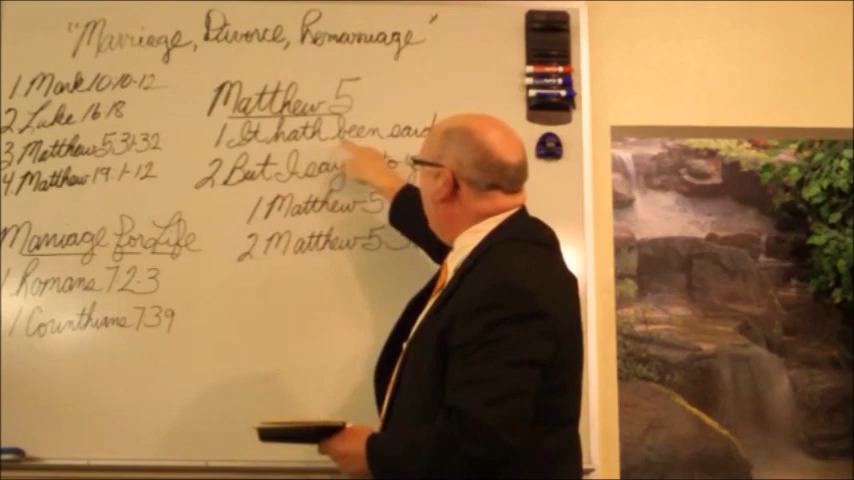 "Marriage, Divorce, Remarriage"
1 Mark 10:10-12
2 Luke 16:18
3 Matthew 5:31-32
4 Matthew 19:1-12
Marriage for Life
1 Romans 7:2-3
1 Corinthians 7:39
Matthew 5
1 It hath been said
2 But I say
1 Matthew 5
2 Matthew 5